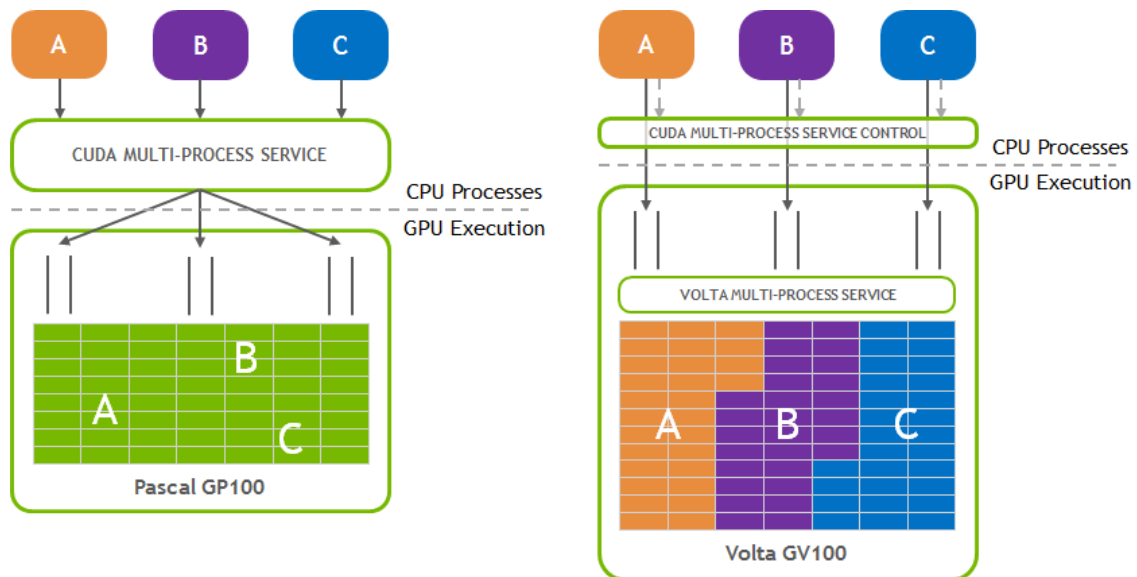 A
B
C
CUDA MULTI-PROCESS SERVICE
CPU Processes
GPU Execution
B
A
C
Pascal GP100
A
B
C
CUDA MULTI-PROCESS SERVICE CONTROL
CPU Processes
GPU Execution
VOLTA MULTI-PROCESS SERVICE
A
B
C
Volta GV100